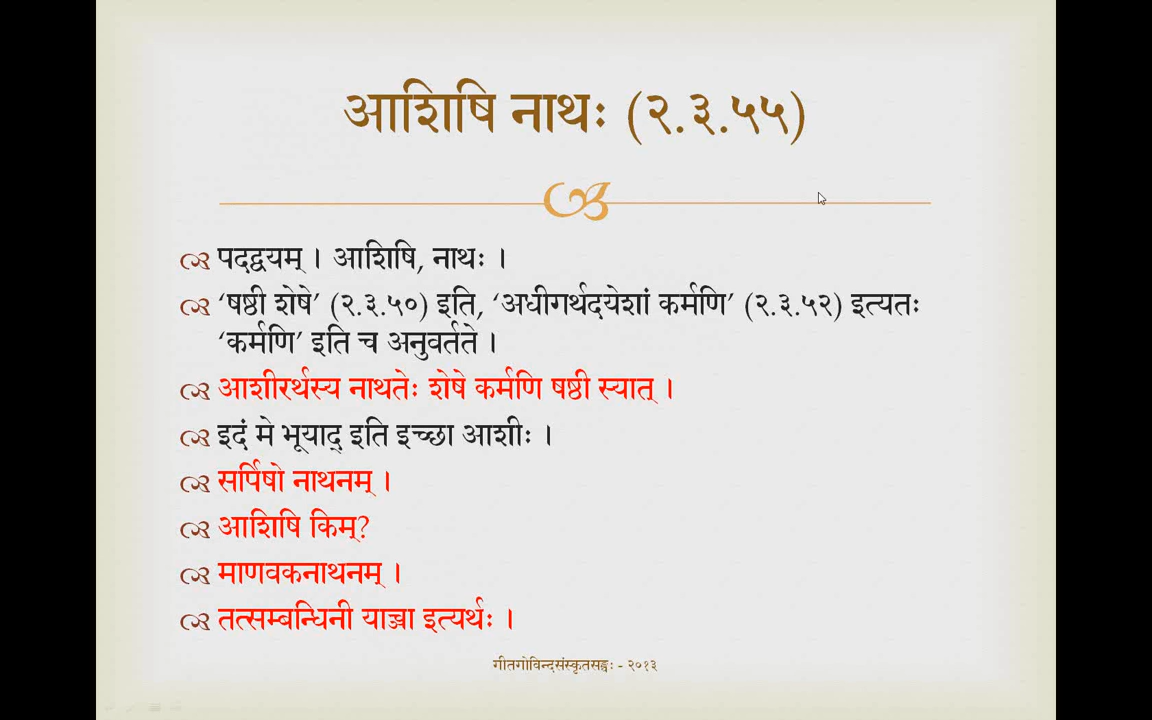 आशिषि नाथः (२.३.५५)
पदद्वयम् । आशिषि, नाथः ।
‘षष्ठी शेषे’ (२.३.५०) इति, ‘अधीगर्थदयेशां कर्मणि’ (२.३.५२) इत्यतः
‘कर्मणि’ इति च अनुवर्तते ।
आशीरर्थस्य नाथतेः शेषे कर्मणि षष्ठी स्यात् ।
इदं मे भूयाद् इति इच्छा आशीः ।
सर्पिषो नाथनम् ।
आशिषि किम्?
माणवकनाथनम् ।
तत्सम्बन्धिनी याच्ञा इत्यर्थः ।
गीतगोविन्दसंस्कृतसङ्घः - २०१३